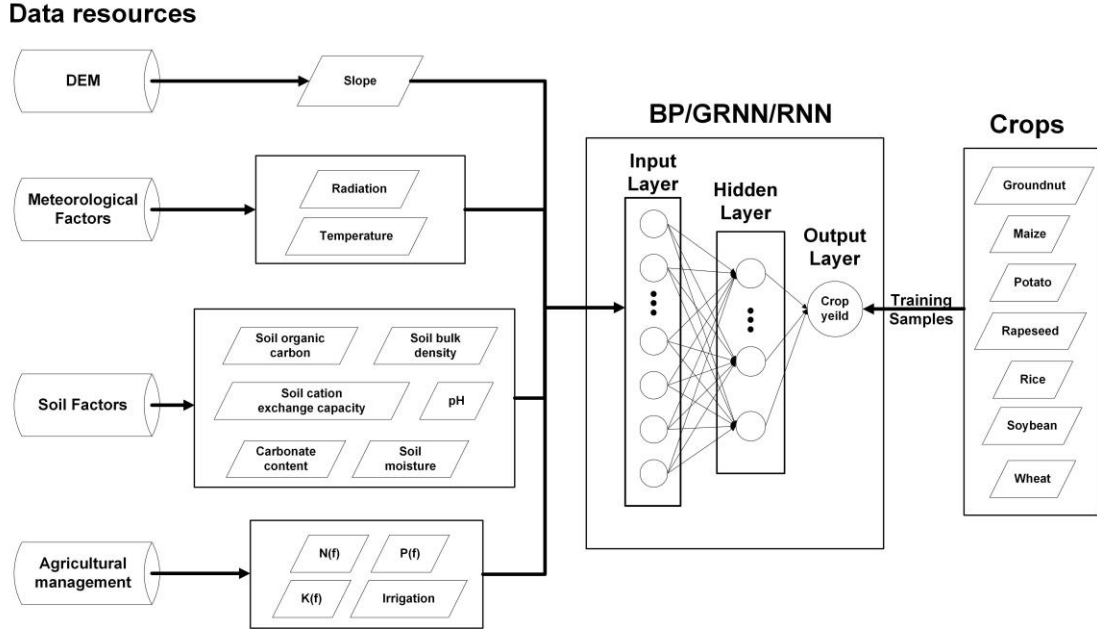 Data resources
DEM
Slope
Meteorological
Factors
Radiation
Temperature
Soil Factors
Soil organic
carbon
Soil bulk
density
Soil cation
exchange capacity
pH
Carbonate
content
Soil
moisture
Agricultural
management
N(f)
P(f)
K(f)
Irrigation
BP/GRNN/RNN
Input
Layer
Hidden
Layer
Output
Layer
Crop
yeild
Training
Samples
Crops
Groundnut
Maize
Potato
Rapeseed
Rice
Soybean
Wheat